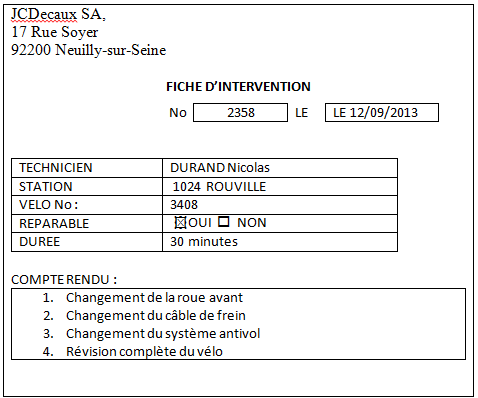 JCDecaux SA,
17 Rue Soyer
92200 Neuilly-sur-Seine
FICHE D'INTERVENTION
No 2358 LE LE 12/09/2013
TECHNICIEN DURAND Nicolas
STATION 1024 ROUVILLE
VELO No : 3408
REPARABLE ☒OUI ☐ NON
DUREE 30 minutes
COMPTE RENDU :
1. Changement de la roue avant
2. Changement du câble de frein
3. Changement du système antivol
4. Révision complète du vélo